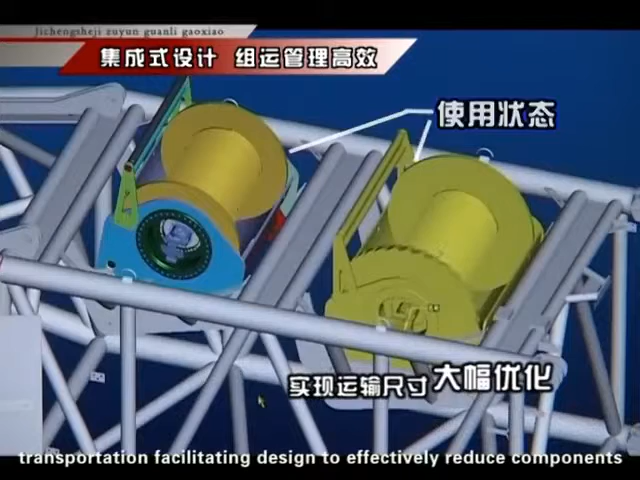 Jichengsheji zuyun guanli gaoxiao
集成式设计 组运管理高效
使用状态
实现运输尺寸大幅优化
transportation facilitating design to effectively reduce components